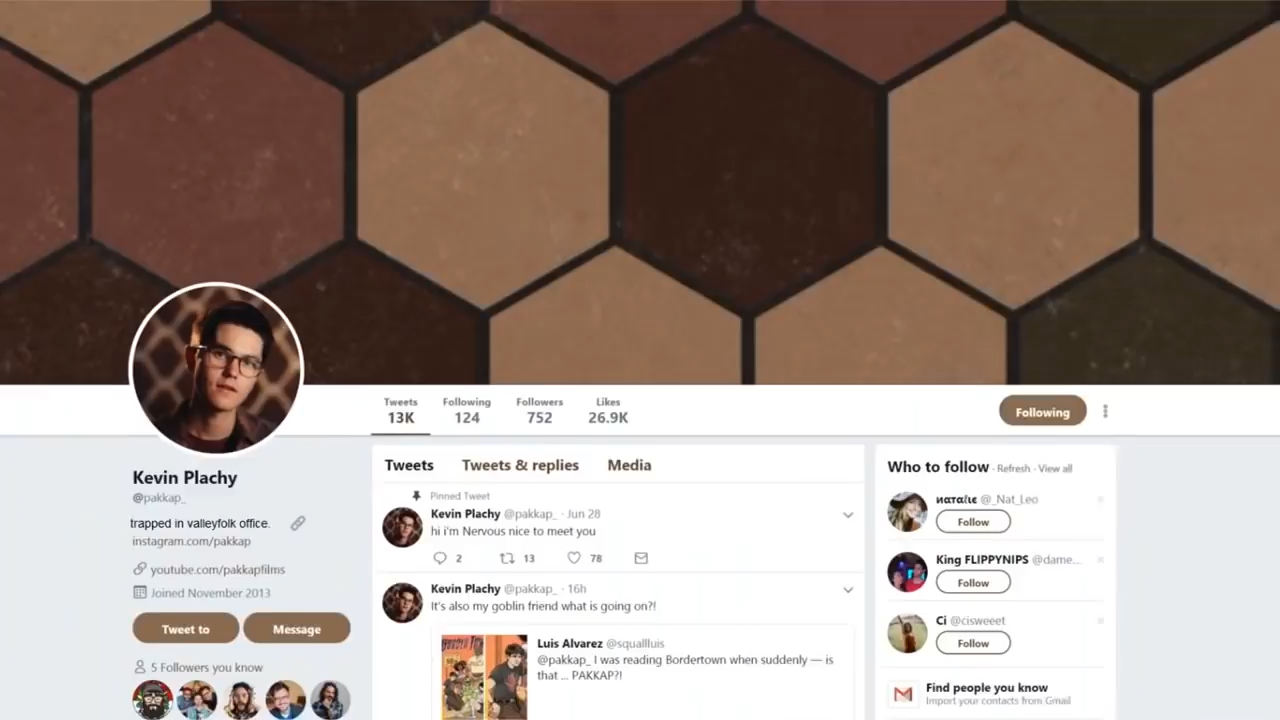 Tweets
13K
Following
124
Followers
752
Likes
26.9K
Following
Kevin Plachy
@pakkap_
trapped in valleyfolk office.
instagram.com/pakkap
youtube.com/pakkapfilms
Joined November 2013
Tweet to
Message
5 Followers you know
Tweets
Tweets & replies
Media
Pinned Tweet
Kevin Plachy @pakkap_ · Jun 28
hi i'm Nervous nice to meet you
2
13
78
Kevin Plachy @pakkap_ · 16h
It's also my goblin friend what is going on?!
Luis Alvarez @squallluis
@pakkap_ I was reading Bordertown when suddenly — is
that ... PAKKAP?!
Who to follow · Refresh · View all
ηαтαℓιє @_Nat_Leo
Follow
King FLIPPYNIPS @dame...
Follow
Ci @cisweeet
Follow
Find people you know
Import your contacts from Gmail